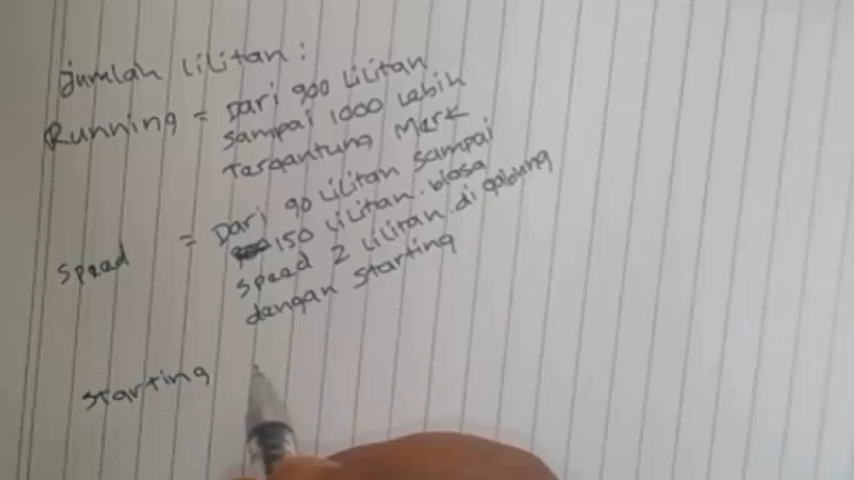 Jumlah Lilitan :
Running = Dari 900 Lilitan
sampai 1000 Lebih
Tergantung Merk
Speed = Dari 90 Lilitan sampai
150 Lilitan. biasa
speed 2 Lilitan. di gabung
dengan starting
starting